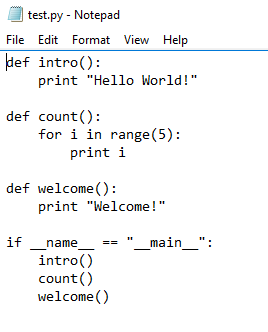 test.py - Notepad
File Edit Format View Help
def intro():
    print "Hello World!"

def count():
    for i in range(5):
        print i

def welcome():
    print "Welcome!"

if __name__ == "__main__":
    intro()
    count()
    welcome()